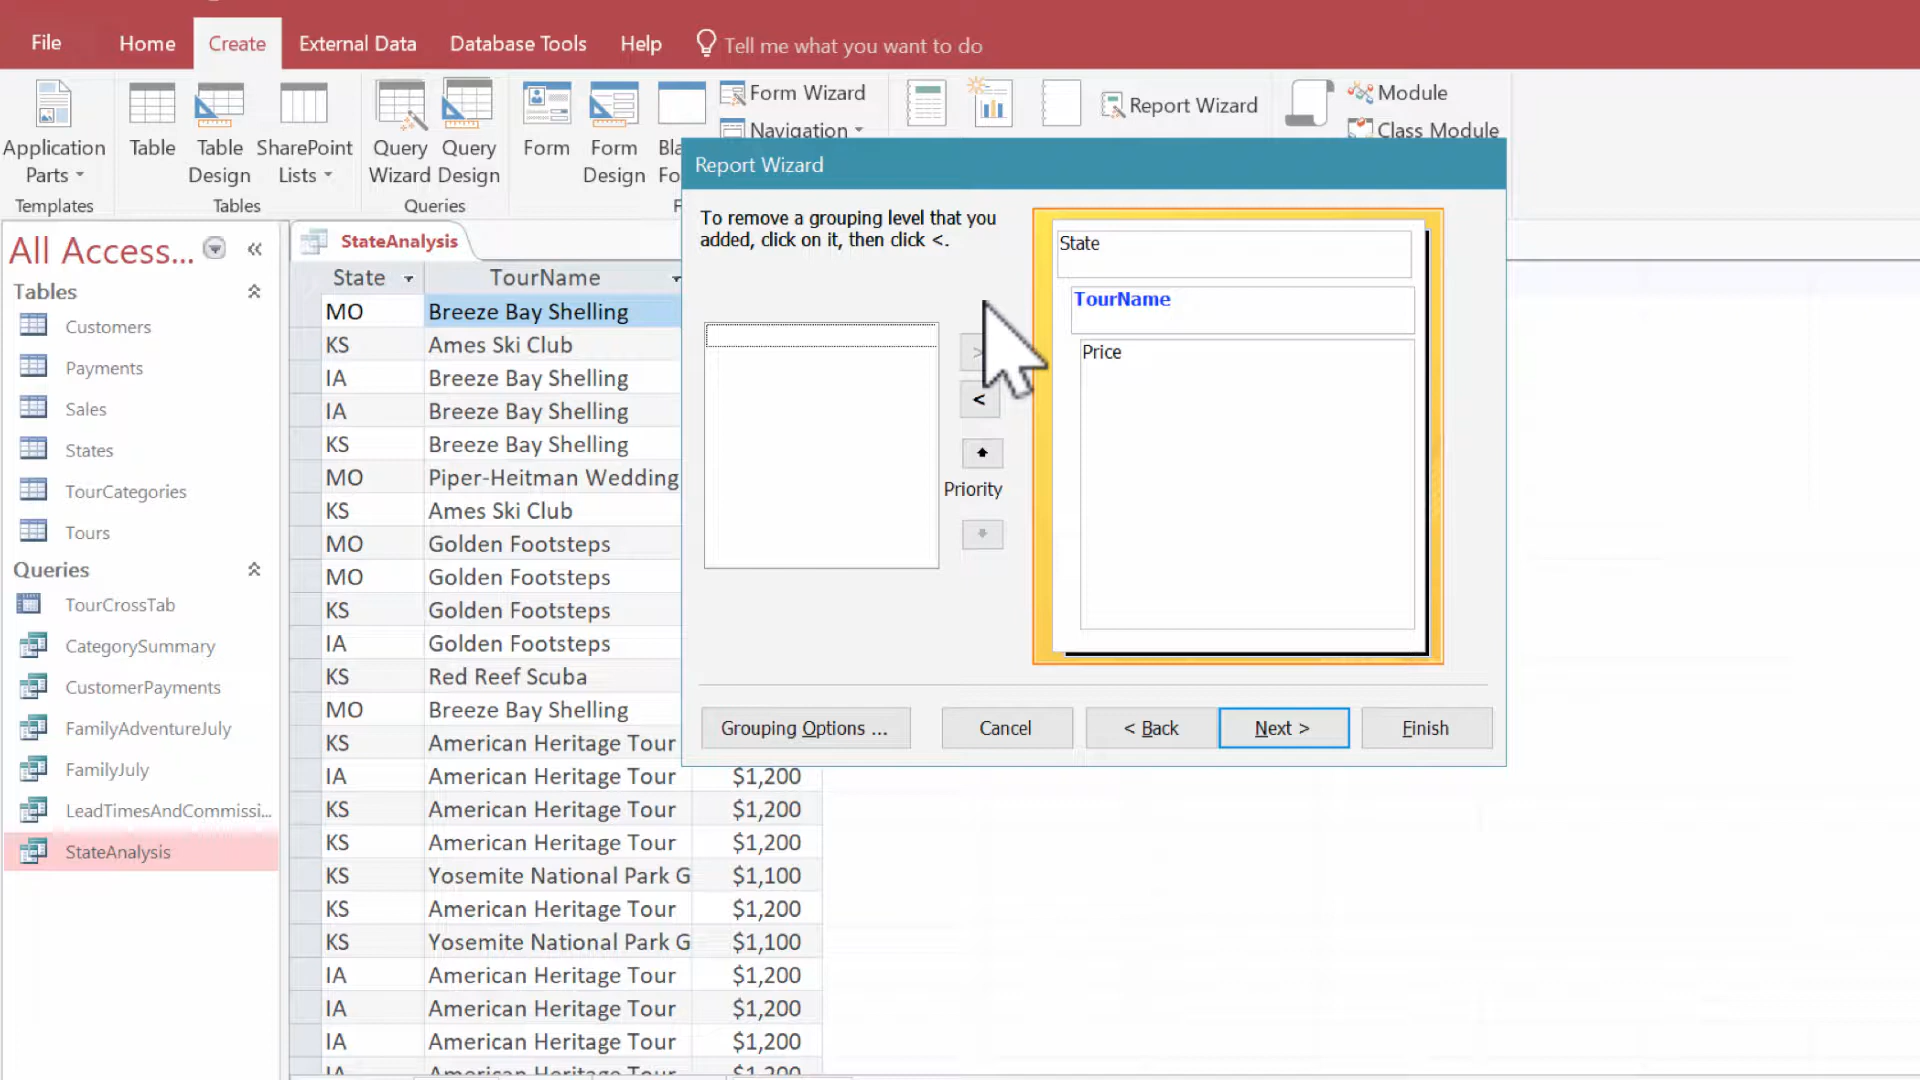 File Home Create External Data Database Tools Help Tell me what you want to do
Application Parts
Templates
Table
Table Design
SharePoint Lists
Tables
Query Wizard
Query Design
Queries
Form
Form Design
Form Wizard
Navigation
Report Wizard
Module
Class Module
All Access...
Tables
Customers
Payments
Sales
States
TourCategories
Tours
Queries
TourCrossTab
CategorySummary
CustomerPayments
FamilyAdventureJuly
FamilyJuly
LeadTimesAndCommissi...
StateAnalysis
StateAnalysis
State TourName
MO Breeze Bay Shelling
KS Ames Ski Club
IA Breeze Bay Shelling
IA Breeze Bay Shelling
KS Breeze Bay Shelling
MO Piper-Heitman Wedding
KS Ames Ski Club
MO Golden Footsteps
MO Golden Footsteps
KS Golden Footsteps
IA Golden Footsteps
KS Red Reef Scuba
MO Breeze Bay Shelling
KS American Heritage Tour
IA American Heritage Tour $1,200
KS American Heritage Tour $1,200
KS American Heritage Tour $1,200
KS Yosemite National Park G $1,100
KS American Heritage Tour $1,200
KS Yosemite National Park G $1,100
IA American Heritage Tour $1,200
IA American Heritage Tour $1,200
IA American Heritage Tour $1,200
IA American Heritage Tour $1,200
Report Wizard
To remove a grouping level that you
added, click on it, then click <.
>
<
Priority
State
TourName
Price
Grouping Options ... Cancel < Back Next > Finish